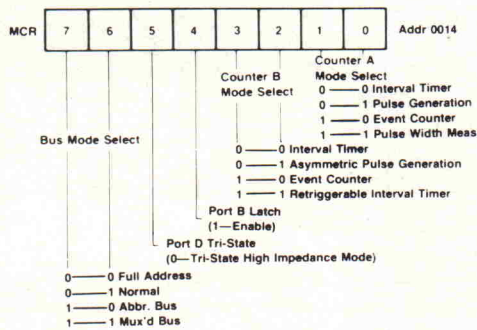 MCR 7 6 5 4 3 2 1 0 Addr 0014
Counter A
Mode Select
0 0 Interval Timer
0 1 Pulse Generation
1 0 Event Counter
1 1 Pulse Width Meas
Counter B
Mode Select
0 0 Interval Timer
0 1 Asymmetric Pulse Generation
1 0 Event Counter
1 1 Retriggerable Interval Timer
Port B Latch
(1—Enable)
Port D Tri-State
(0—Tri-State High Impedance Mode)
Bus Mode Select
0 0 Full Address
0 1 Normal
1 0 Abbr. Bus
1 1 Mux'd Bus